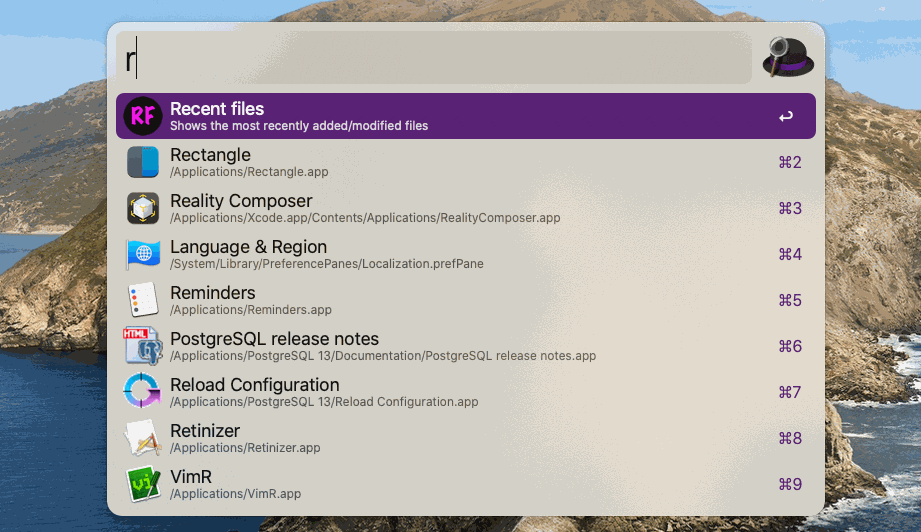 r
RF
Recent files
Shows the most recently added/modified files
↩
Rectangle
/Applications/Rectangle.app
⌘2
Reality Composer
/Applications/Xcode.app/Contents/Applications/RealityComposer.app
⌘3
Language & Region
/System/Library/PreferencePanes/Localization.prefPane
⌘4
Reminders
/Applications/Reminders.app
⌘5
HTML
PostgreSQL release notes
/Applications/PostgreSQL 13/Documentation/PostgreSQL release notes.app
⌘6
Reload Configuration
/Applications/PostgreSQL 13/Reload Configuration.app
⌘7
Retinizer
/Applications/Retinizer.app
⌘8
Vi
VimR
/Applications/VimR.app
⌘9